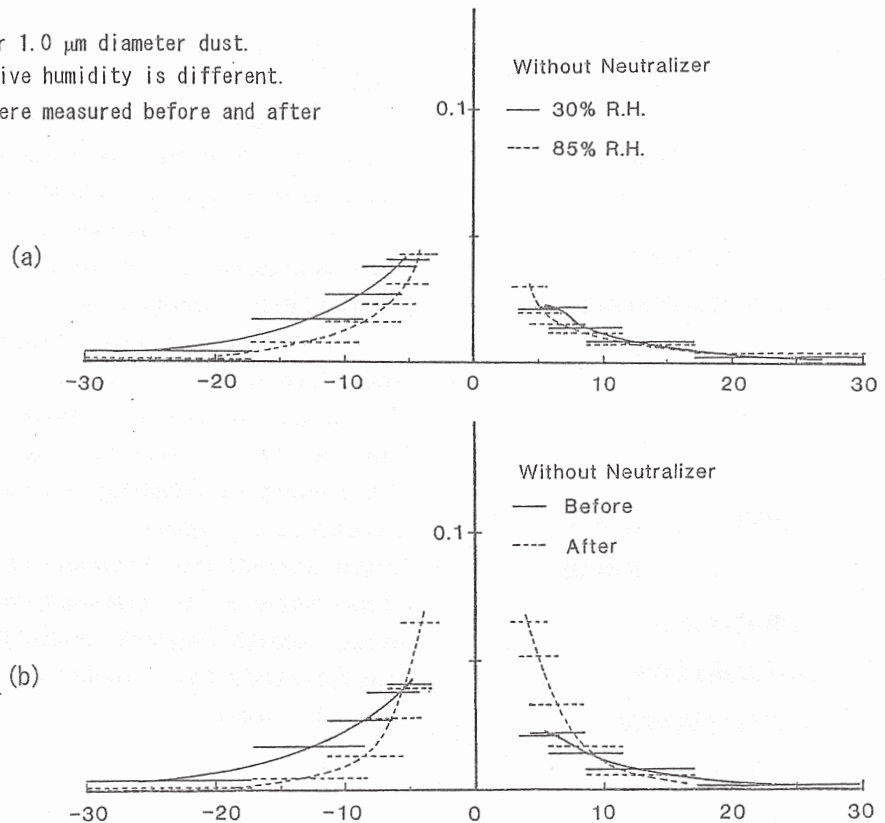 r 1.0 μm diameter dust.
ive humidity is different.
ere measured before and after
Without Neutralizer
0.1
30% R.H.
85% R.H.
(a)
-30 -20 -10 0 10 20 30
Without Neutralizer
Before
0.1
After
(b)
-30 -20 -10 0 10 20 30